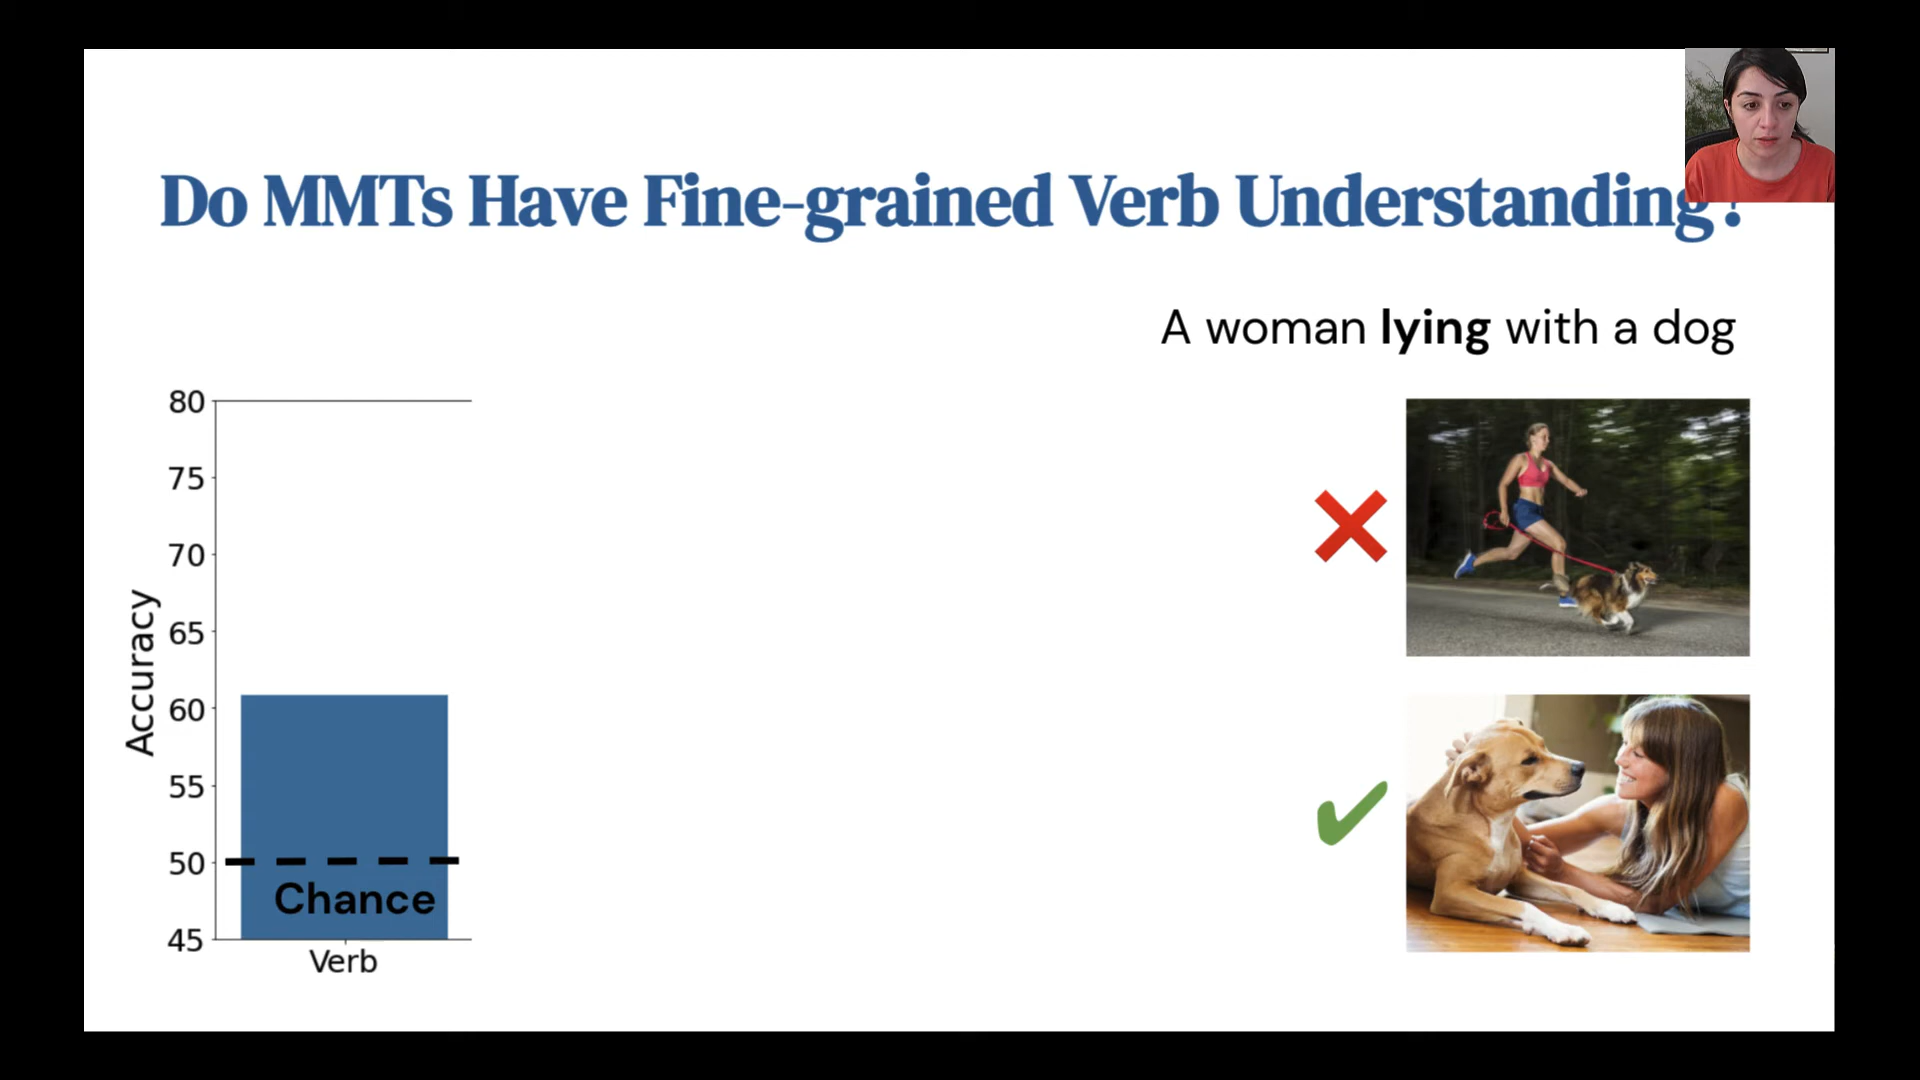 Do MMTs Have Fine-grained Verb Understanding?
A woman lying with a dog
80
75
70
65
60
55
50
45
Accuracy
Chance
Verb